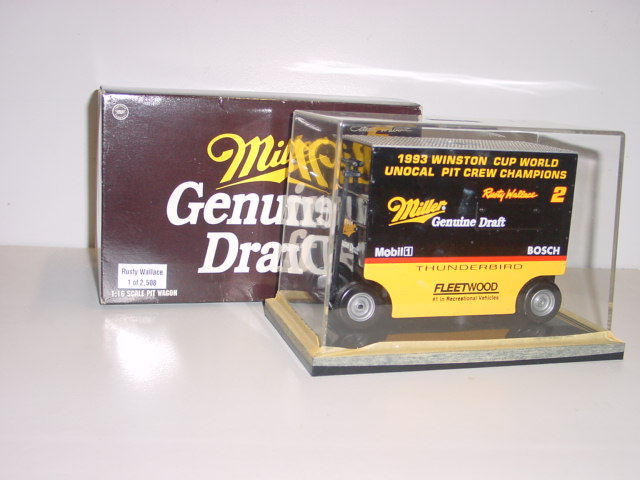 Miller
Genuine
Draft
Rusty Wallace
1 of 2,508
1:16 SCALE PIT WAGON
1993 WINSTON CUP WORLD
UNOCAL PIT CREW CHAMPIONS
Rusty Wallace 2
Miller
Genuine Draft
Mobil 1
BOSCH
THUNDERBIRD
FLEETWOOD
#1 in Recreational Vehicles